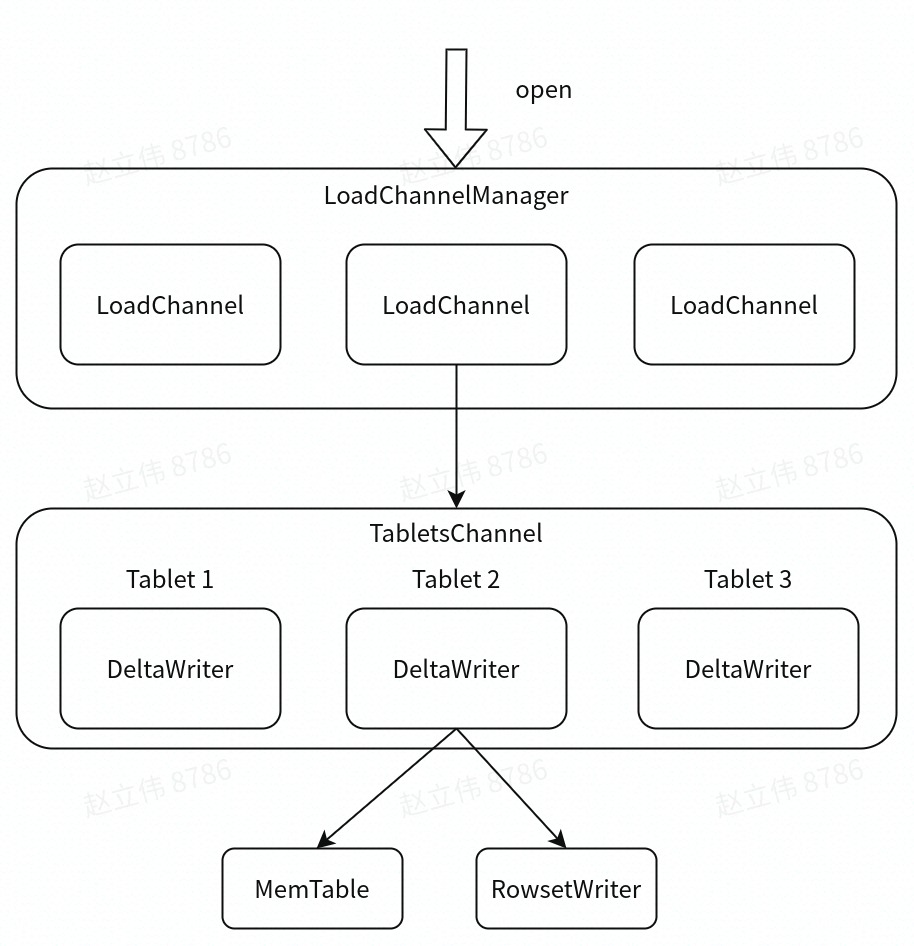 open
赵立伟 8786 赵立伟 8786 赵立伟 8786
LoadChannelManager
LoadChannel LoadChannel LoadChannel
赵立伟 8786 赵立伟 8786 赵立伟 8786
TabletsChannel
Tablet 1 Tablet 2 Tablet 3
DeltaWriter DeltaWriter DeltaWriter
赵立伟 8786 赵立伟 8786 赵立伟 8786
MemTable RowsetWriter